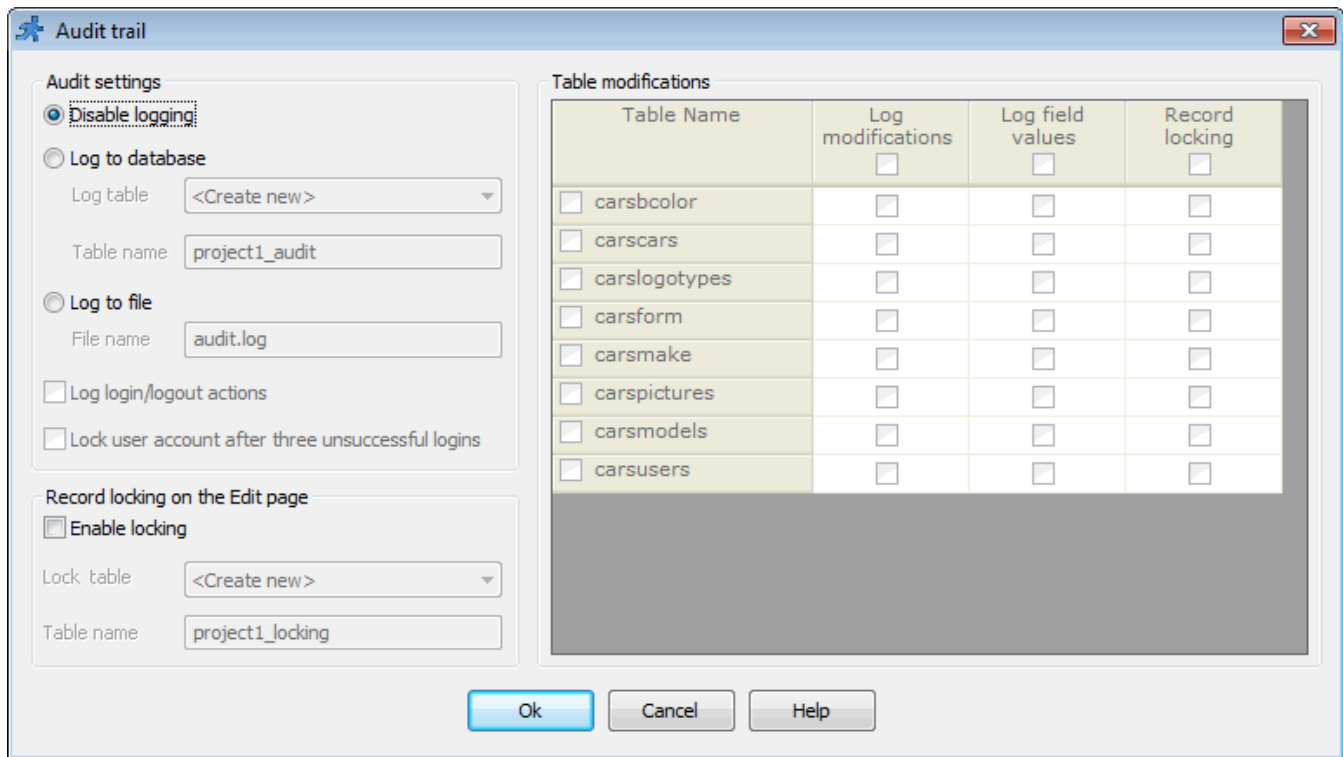 Audit trail
Audit settings
Disable logging
Log to database
Log table <Create new>
Table name project1_audit
Log to file
File name audit.log
Log login/logout actions
Lock user account after three unsuccessful logins
Record locking on the Edit page
Enable locking
Lock table <Create new>
Table name project1_locking
Table modifications
Table Name Log modifications Log field values Record locking
carsbcolor
carscars
carslogotypes
carsform
carsmake
carspictures
carsmodels
carsusers
Ok Cancel Help